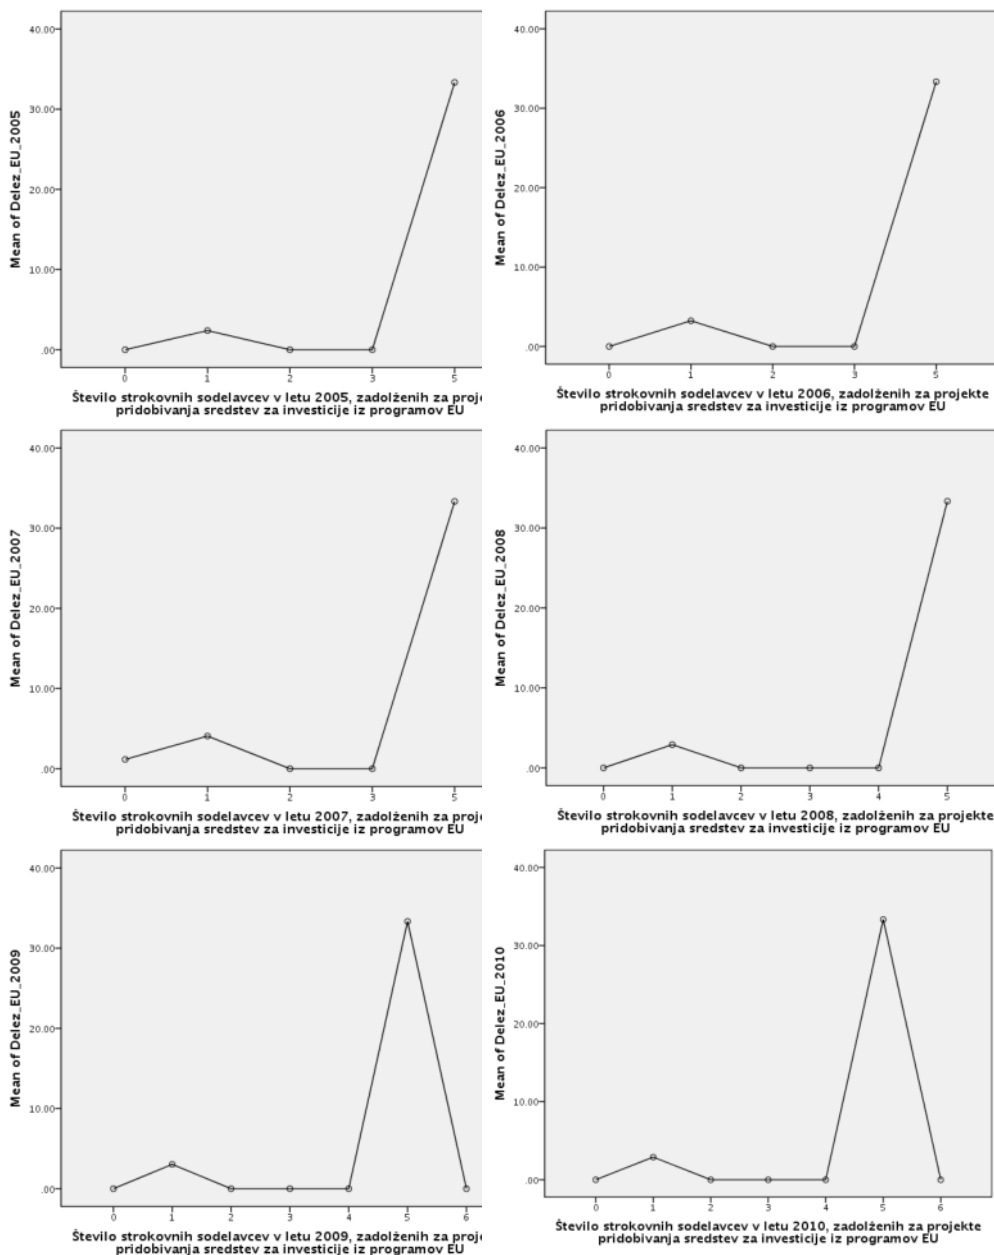 40.00
30.00
20.00
10.00
.00
Mean of Delez_EU_2005
0 1 2 3 5
Število strokovnih sodelavcev v letu 2005, zadolženih za proje
pridobivanja sredstev za investicije iz programov EU
40.00
30.00
20.00
10.00
.00
Mean of Delez_EU_2006
0 1 2 3 5
Število strokovnih sodelavcev v letu 2006, zadolženih za projekte
pridobivanja sredstev za investicije iz programov EU
40.00
30.00
20.00
10.00
.00
Mean of Delez_EU_2007
0 1 2 3 5
Število strokovnih sodelavcev v letu 2007, zadolženih za proje
pridobivanja sredstev za investicije iz programov EU
40.00
30.00
20.00
10.00
.00
Mean of Delez_EU_2008
0 1 2 3 4 5
Število strokovnih sodelavcev v letu 2008, zadolženih za projekte
pridobivanja sredstev za investicije iz programov EU
40.00
30.00
20.00
10.00
.00
Mean of Delez_EU_2009
0 1 2 3 4 5 6
Število strokovnih sodelavcev v letu 2009, zadolženih za proje
pridobivanja sredstev za investicije iz programov EU
40.00
30.00
20.00
10.00
.00
Mean of Delez_EU_2010
0 1 2 3 4 5 6
Število strokovnih sodelavcev v letu 2010, zadolženih za projekte
pridobivanja sredstev za investicije iz programov EU